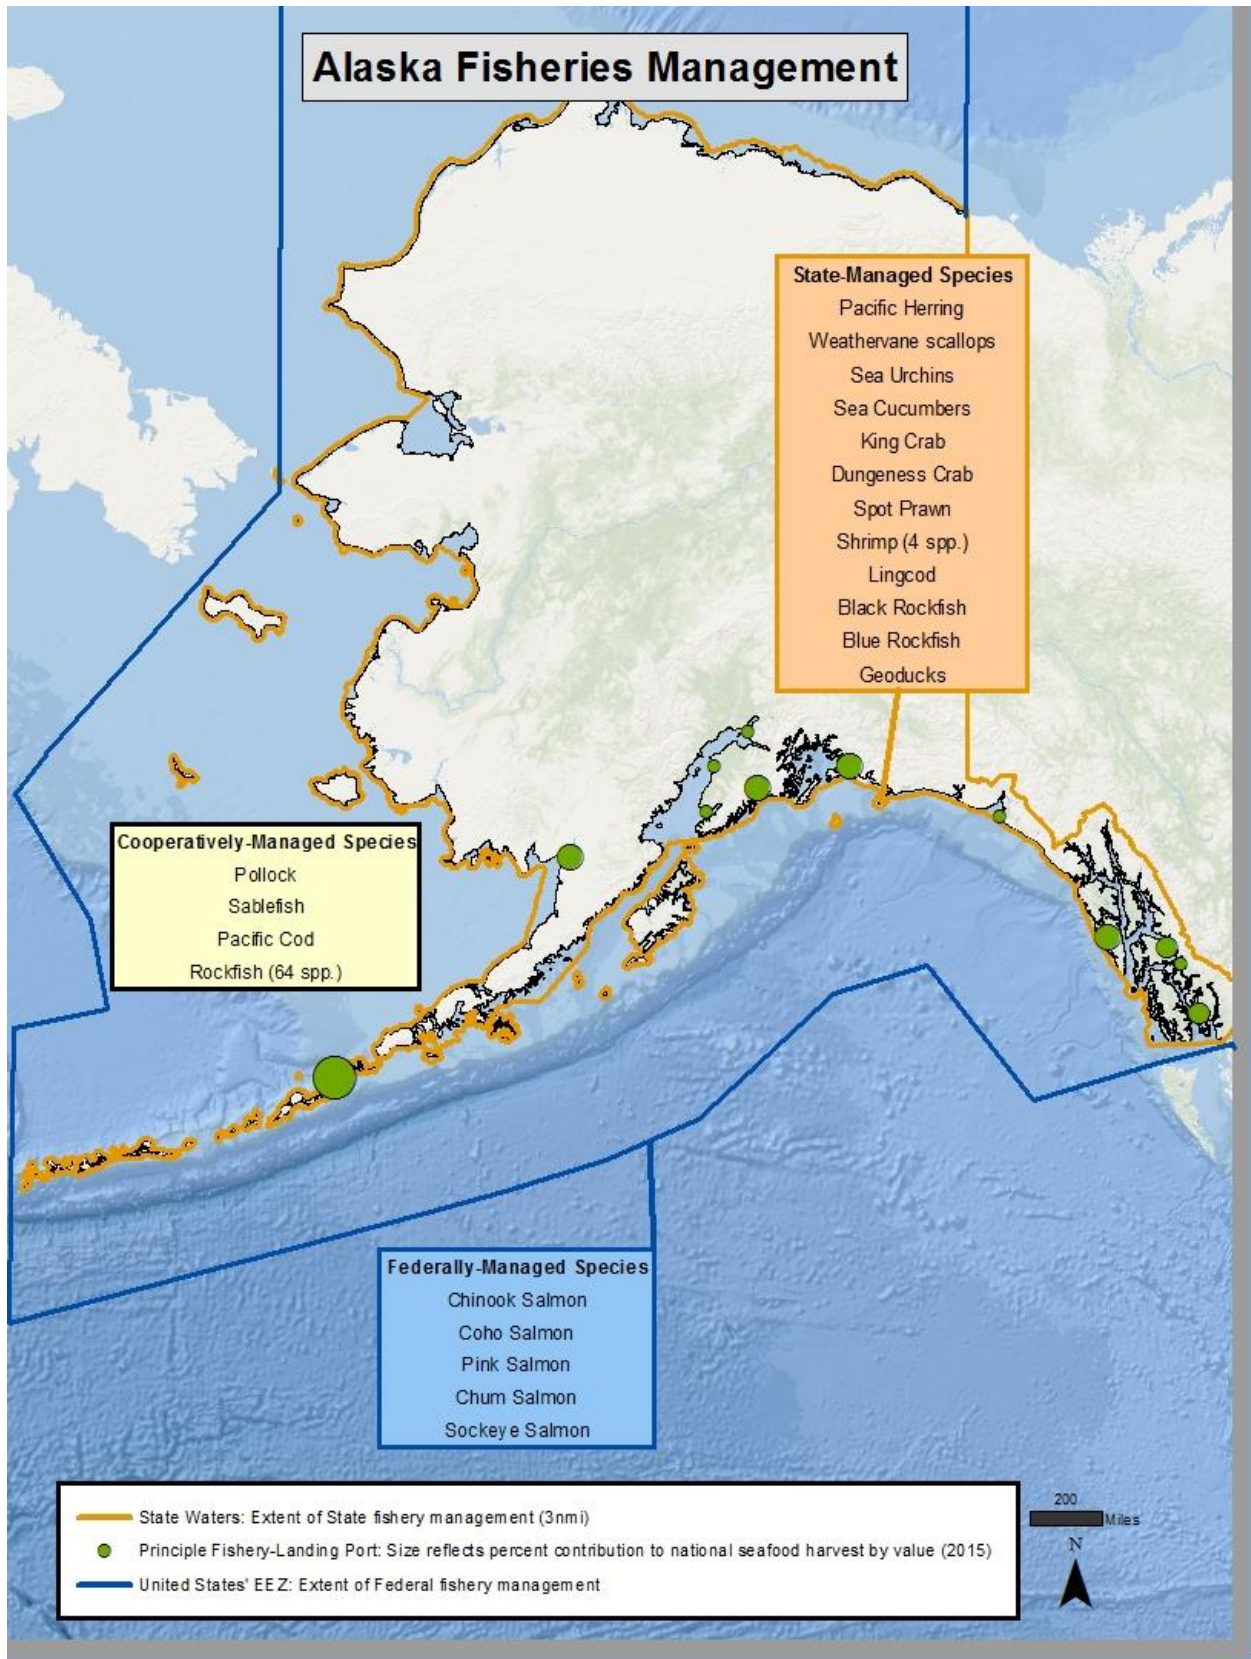 Alaska Fisheries Management
State-Managed Species
Pacific Herring
Weathervane scallops
Sea Urchins
Sea Cucumbers
King Crab
Dungeness Crab
Spot Prawn
Shrimp (4 spp.)
Lingcod
Black Rockfish
Blue Rockfish
Geoducks
Cooperatively-Managed Species
Pollock
Sablefish
Pacific Cod
Rockfish (64 spp.)
Federally-Managed Species
Chinook Salmon
Coho Salmon
Pink Salmon
Chum Salmon
Sockeye Salmon
State Waters: Extent of State fishery management (3nmi)
Principle Fishery-Landing Port: Size reflects percent contribution to national seafood harvest by value (2015)
United States' EEZ: Extent of Federal fishery management
200
Miles
N